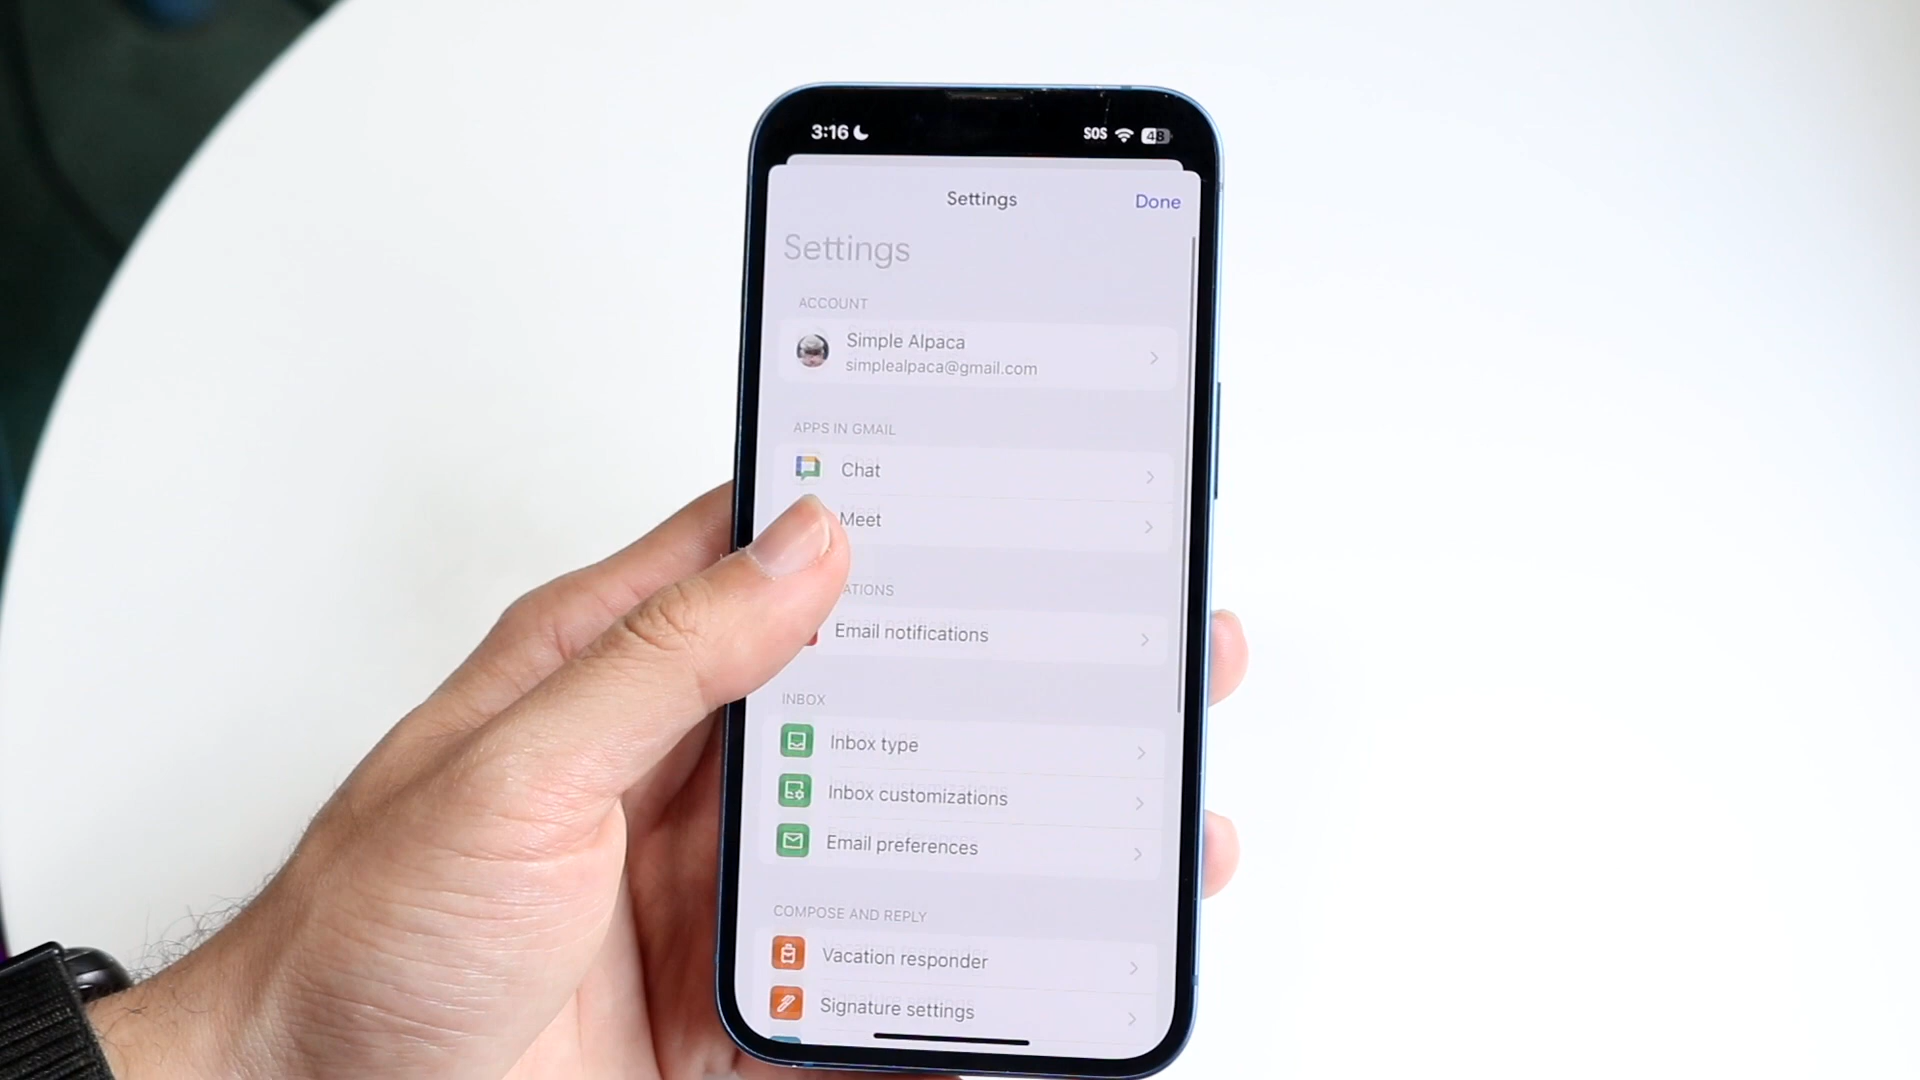 3:16
SOS
48
Settings
Done
Settings
ACCOUNT
Simple Alpaca
simplealpaca@gmail.com
APPS IN GMAIL
Chat
Meet
ATIONS
Email notifications
INBOX
Inbox type
Inbox customizations
Email preferences
COMPOSE AND REPLY
Vacation responder
Signature settings